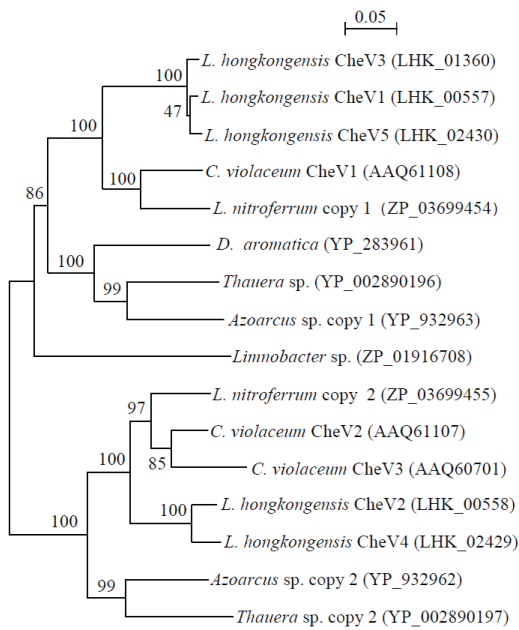 0.05
100
L. hongkongensis CheV3 (LHK_01360)
L. hongkongensis CheV1 (LHK_00557)
47
100
L. hongkongensis CheV5 (LHK_02430)
C. violaceum CheV1 (AAQ61108)
100
86
L. nitroferrum copy 1 (ZP_03699454)
D. aromatica (YP_283961)
100
Thauera sp. (YP_002890196)
99
Azoarcus sp. copy 1 (YP_932963)
Limnobacter sp. (ZP_01916708)
L. nitroferrum copy 2 (ZP_03699455)
97
C. violaceum CheV2 (AAQ61107)
100
85
C. violaceum CheV3 (AAQ60701)
L. hongkongensis CheV2 (LHK_00558)
100
100
L. hongkongensis CheV4 (LHK_02429)
Azoarcus sp. copy 2 (YP_932962)
99
Thauera sp. copy 2 (YP_002890197)